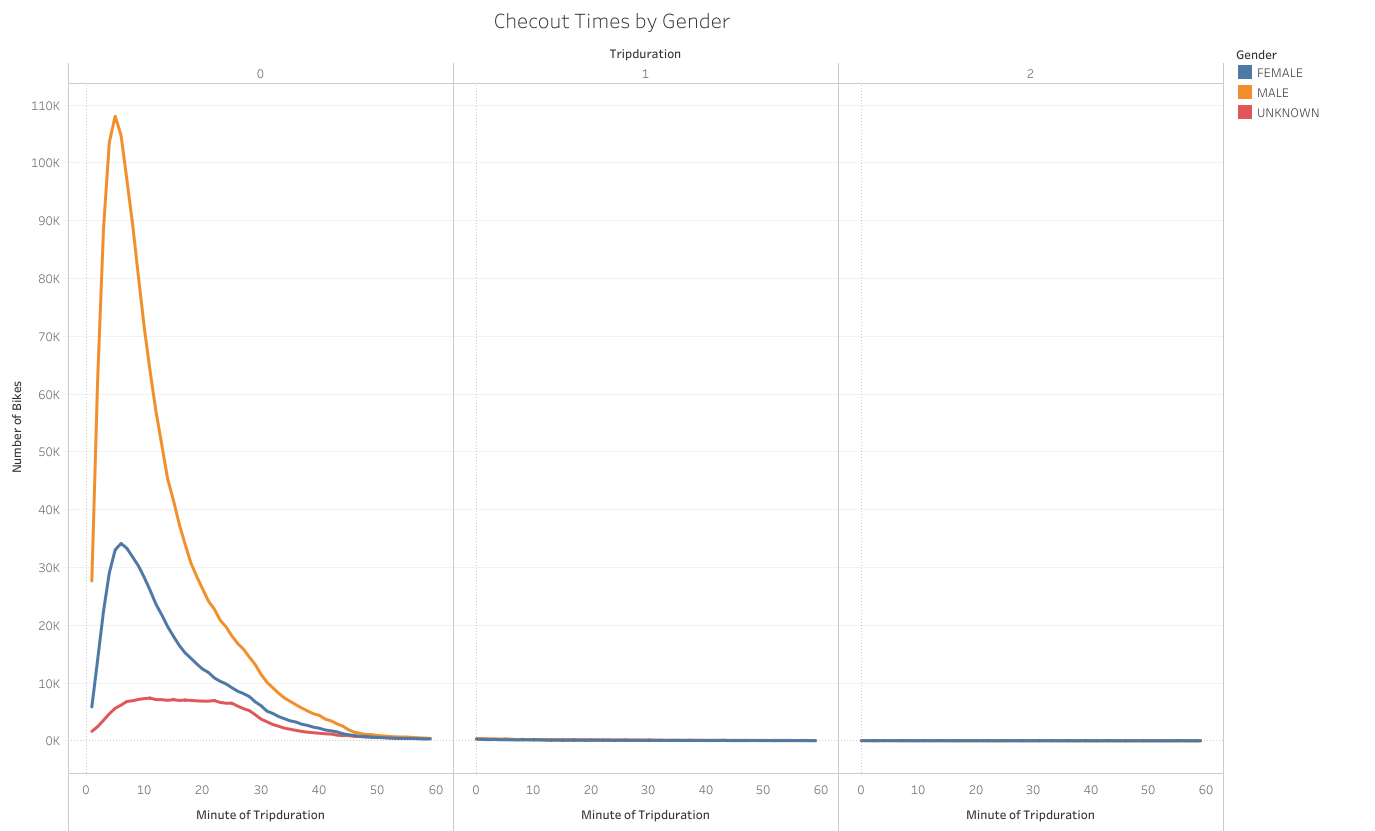 Checout Times by Gender
Tripduration
0 1 2
Gender
FEMALE
MALE
UNKNOWN
110K
100K
90K
80K
70K
60K
50K
40K
30K
20K
10K
0K
Number of Bikes
0 10 20 30 40 50 60 0 10 20 30 40 50 60 0 10 20 30 40 50 60
Minute of Tripduration Minute of Tripduration Minute of Tripduration